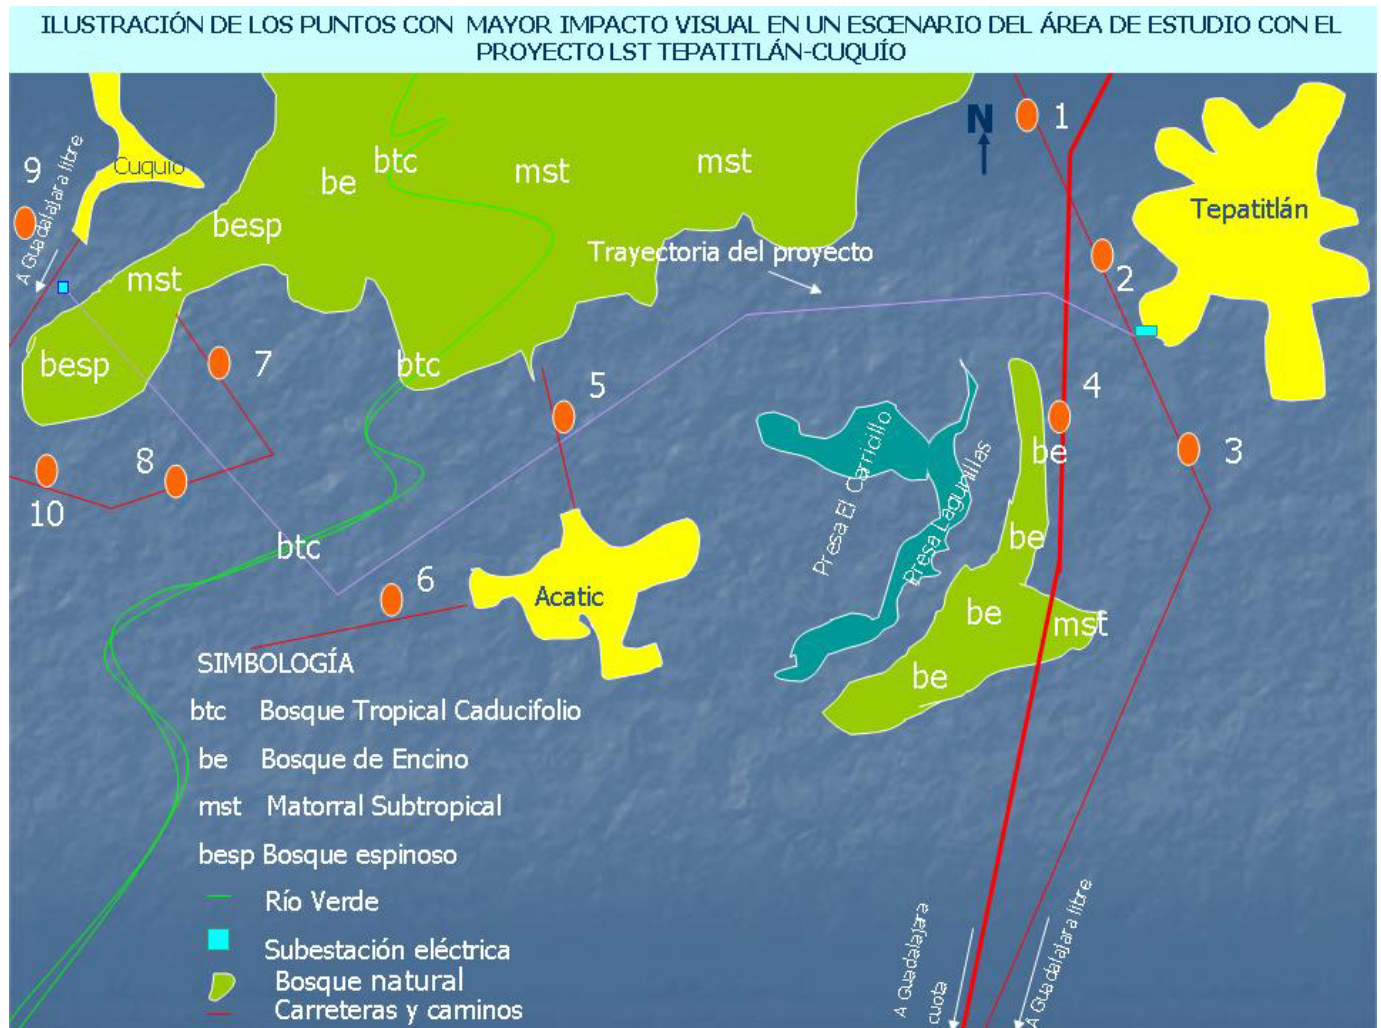 ILUSTRACIÓN DE LOS PUNTOS CON MAYOR IMPACTO VISUAL EN UN ESCENARIO DEL ÁREA DE ESTUDIO CON EL
PROYECTO LST TEPATITLÁN-CUQUÍO
N
1
9
A Guadalajara libre
Cuquío
btc
be
mst
mst
Tepatitlán
besp
Trayectoria del proyecto
2
mst
besp
7
btc
5
4
8
10
Presa El Carricillo
Presa Lagunillas
be
3
btc
be
6
Acatic
be
mst
be
SIMBOLOGÍA
btc Bosque Tropical Caducifolio
be Bosque de Encino
mst Matorral Subtropical
besp Bosque espinoso
Río Verde
Subestación eléctrica
Bosque natural
Carreteras y caminos
A Guadalajara
cuota
A Guadalajara libre